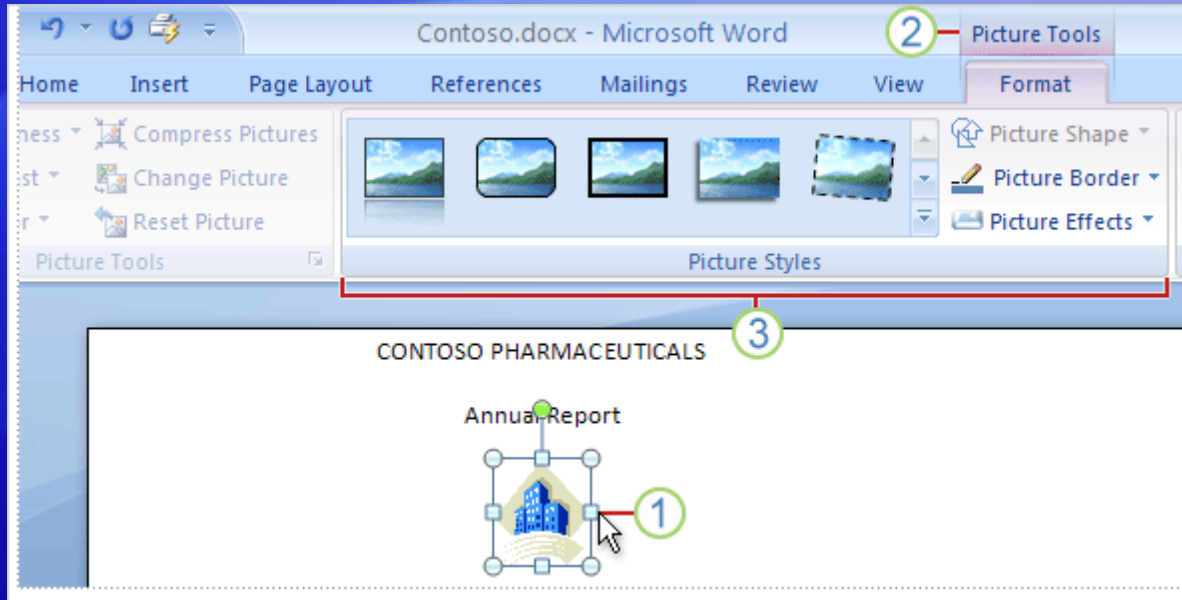 Contoso.docx - Microsoft Word
2
Picture Tools
Home Insert Page Layout References Mailings Review View Format
ness Compress Pictures
Picture Shape
st Change Picture
Picture Border
r Reset Picture
Picture Effects
Picture Tools
Picture Styles
3
CONTOSO PHARMACEUTICALS
Annual Report
1